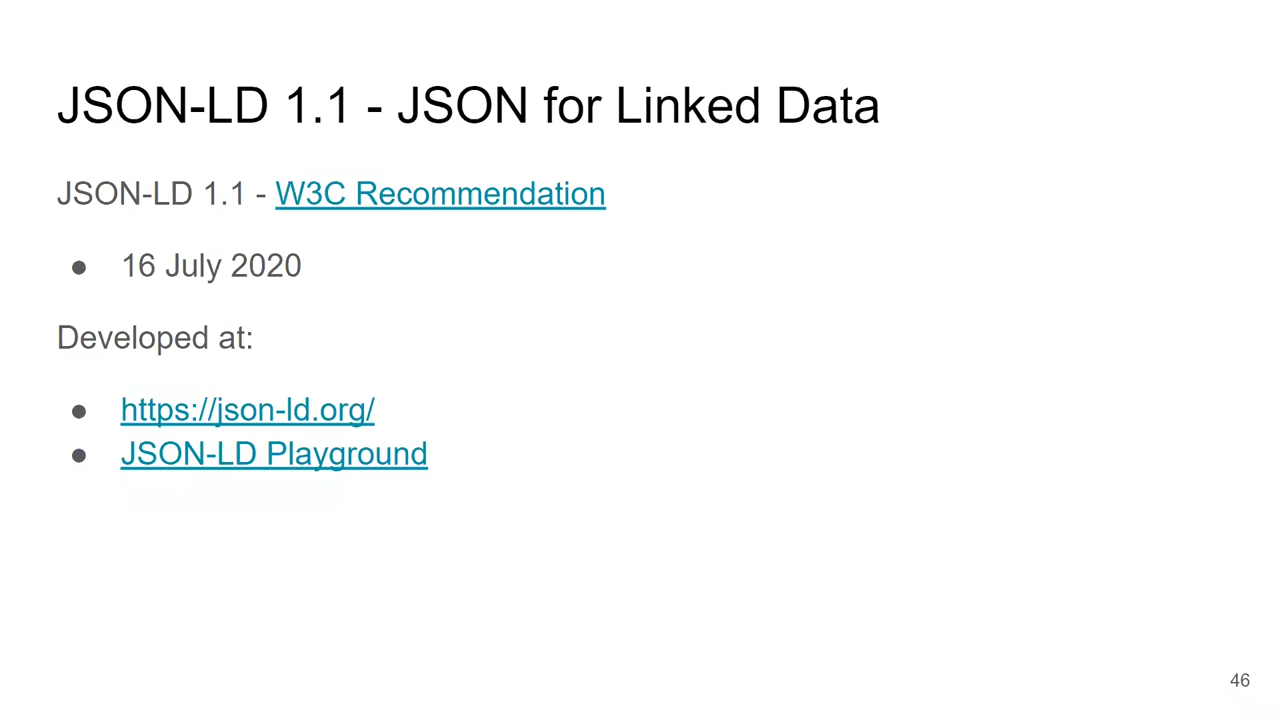 JSON-LD 1.1 - JSON for Linked Data
JSON-LD 1.1 - W3C Recommendation
● 16 July 2020
Developed at:
● https://json-ld.org/
● JSON-LD Playground
46